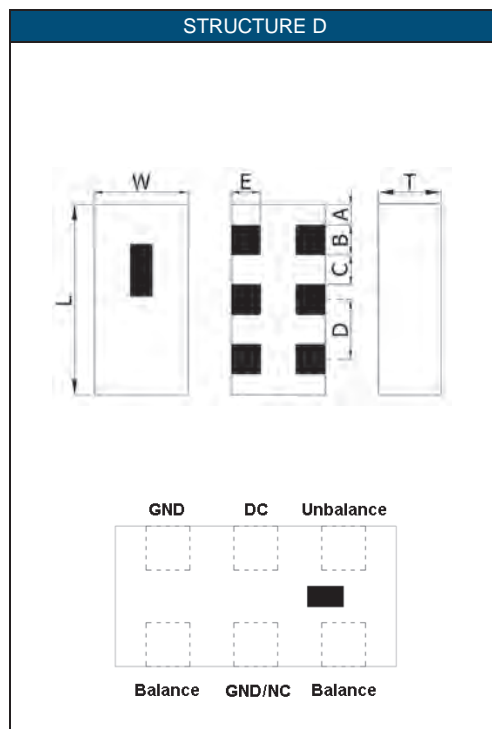 STRUCTURE D
W E T
A
B
C
L
D
GND DC Unbalance
Balance GND/NC Balance